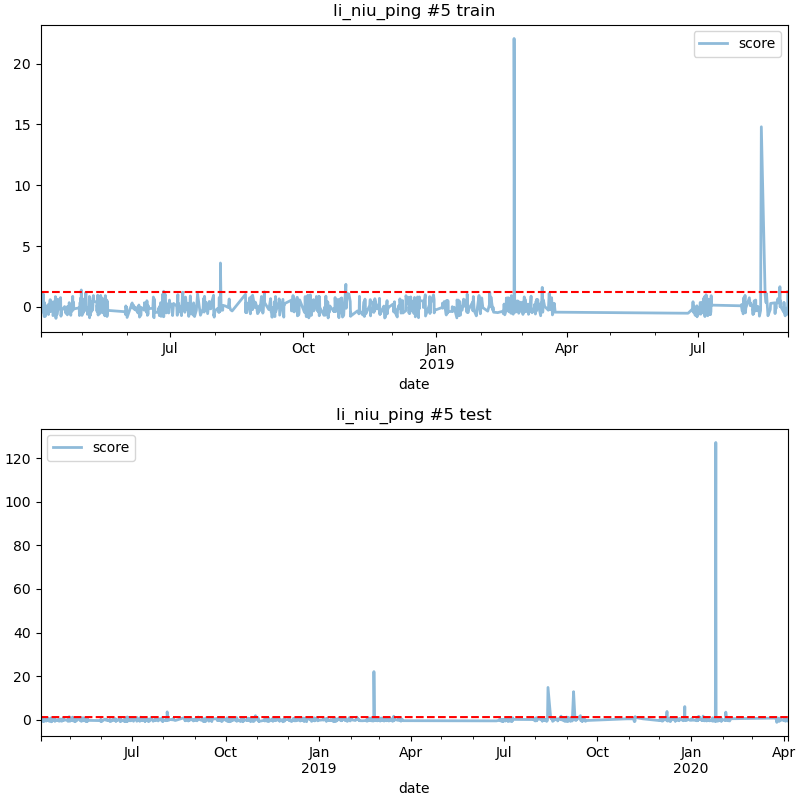 li_niu_ping #5 train
score
20
15
10
5
0
Jul
Oct
Jan
2019
Apr
Jul
date
li_niu_ping #5 test
score
120
100
80
60
40
20
0
Jul
Oct
Jan
2019
Apr
Jul
Oct
Jan
2020
Apr
date